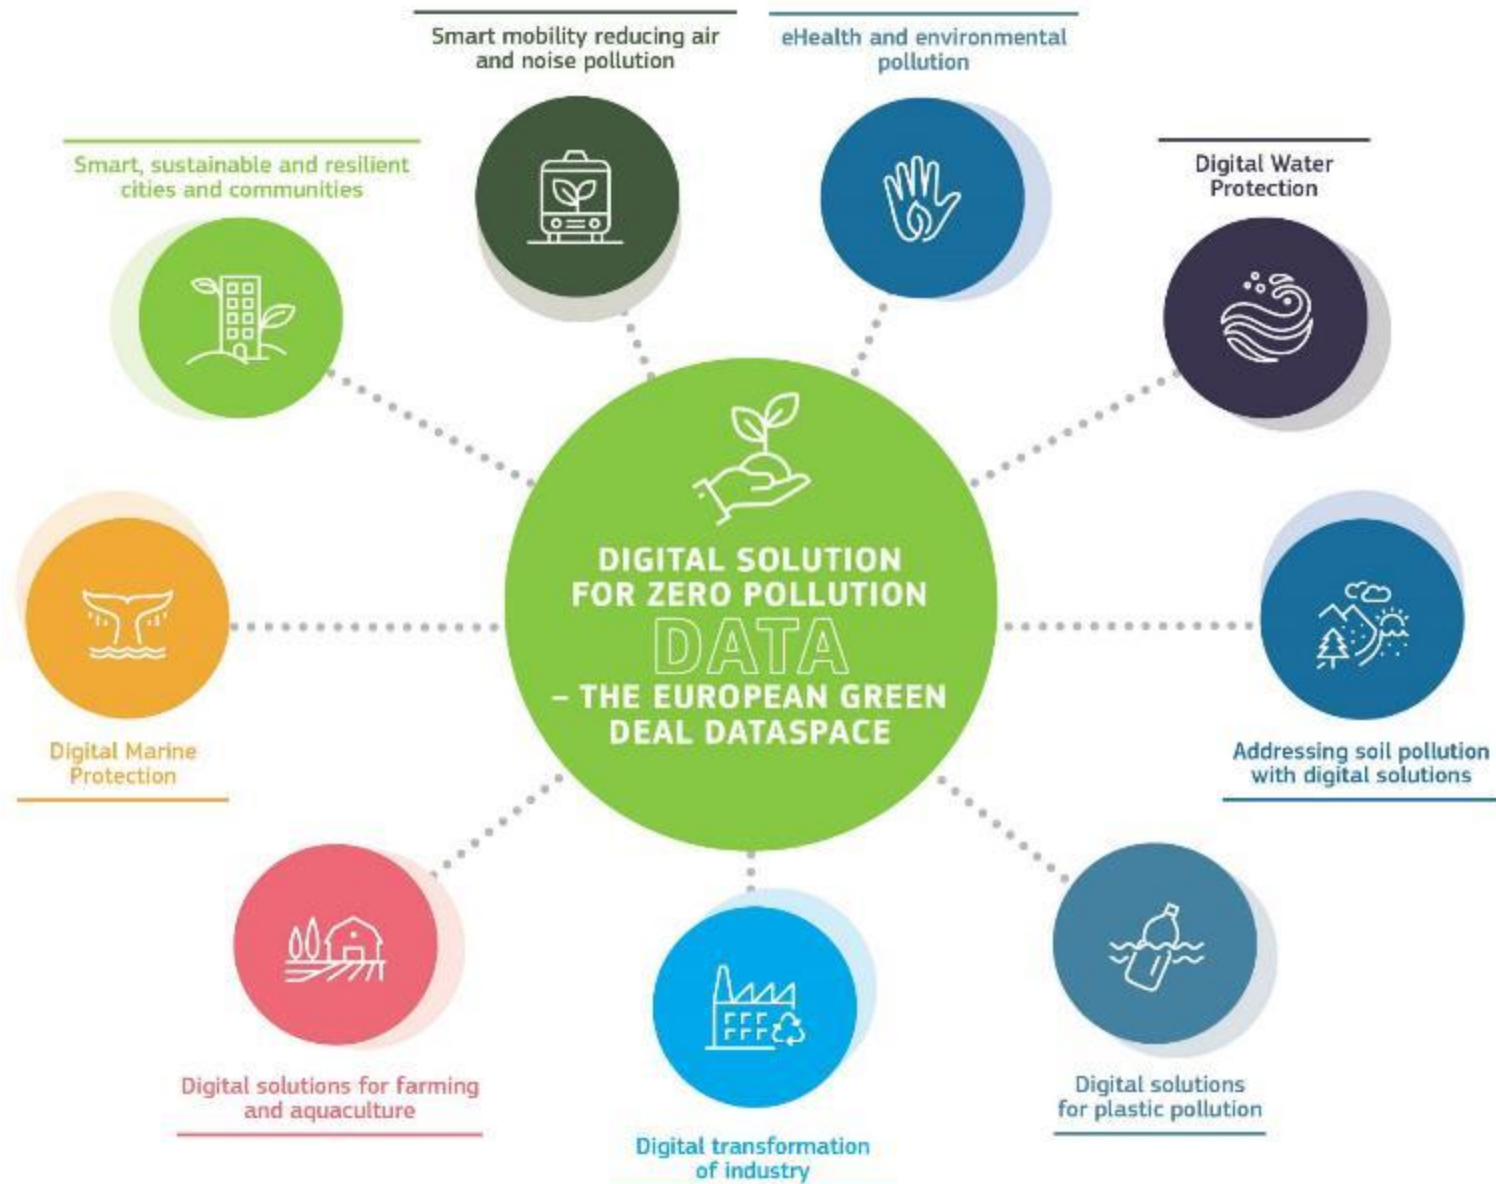 Smart mobility reducing air
and noise pollution
eHealth and environmental
pollution
Smart, sustainable and resilient
cities and communities
Digital Water
Protection
DIGITAL SOLUTION
FOR ZERO POLLUTION
DATA
– THE EUROPEAN GREEN
DEAL DATASPACE
Digital Marine
Protection
Addressing soil pollution
with digital solutions
Digital solutions for farming
and aquaculture
Digital transformation
of industry
Digital solutions
for plastic pollution